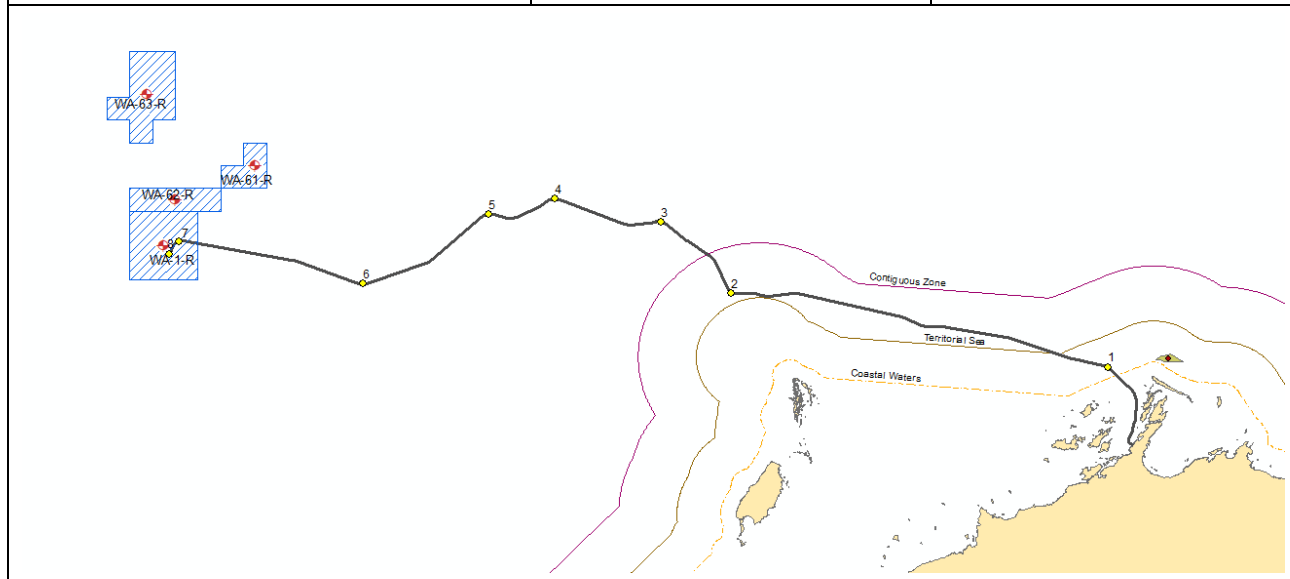 WA-63-R
WA-61-R
WA-62-R
4
5
3
7
8
WA-1-R
6
2
Contiguous Zone
Territorial Sea
1
Coastal Waters